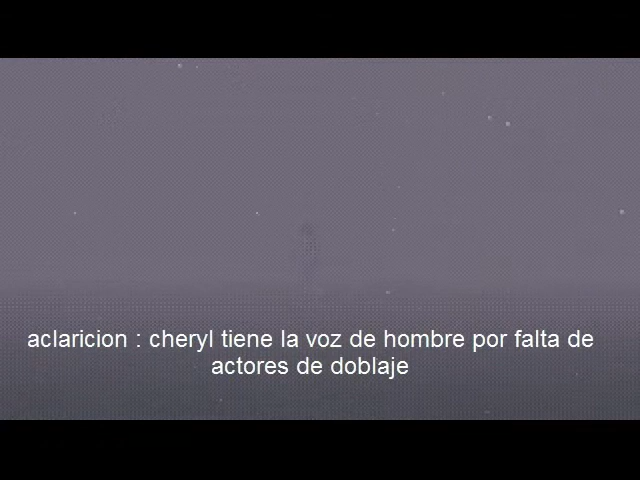 aclaricion : cheryl tiene la voz de hombre por falta de
actores de doblaje